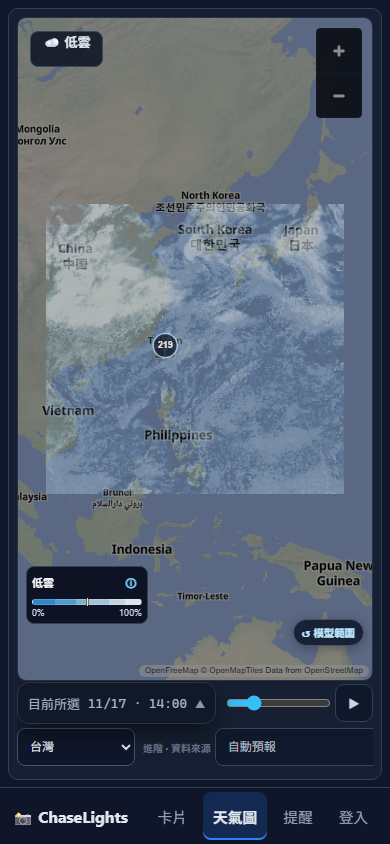 低雲
+
−
Mongolia
онгол Улс
North Korea
조선민주주의인민공화국
South Korea
대한민국
Japan
日本
China
中国
219
Vietnam
Philippines
alaysia
Brunei
بروني دارالسلام
Indonesia
Papua New
Guinea
Timor-Leste
低雲
0% 100%
↺ 模型範圍
OpenFreeMap © OpenMapTiles Data from OpenStreetMap
目前所選 11/17 · 14:00 ▲
台灣
進階・資料來源
自動預報
ChaseLights
卡片
天氣圖
提醒
登入